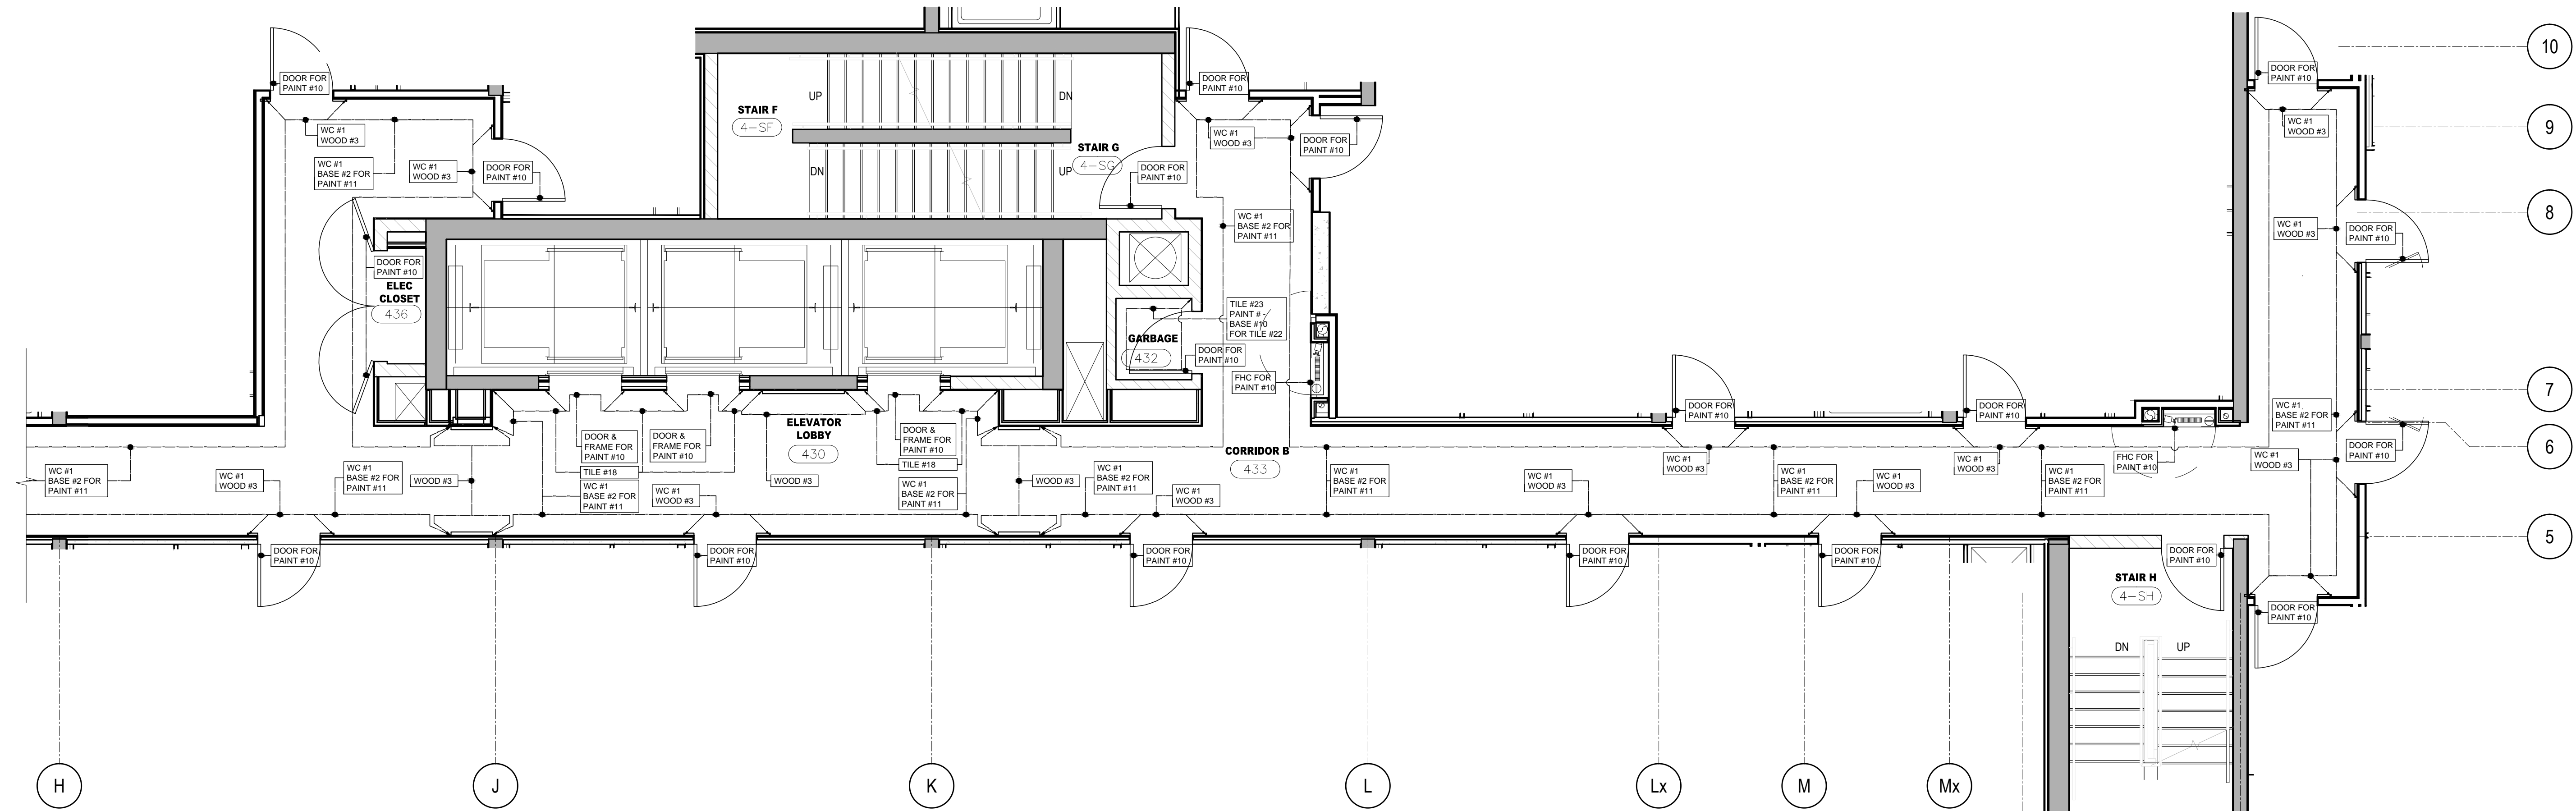 10
DOOR FOR
PAINT #10
DOOR FOR
PAINT #10
DOOR FOR
PAINT #10
UP
DN
STAIR F
4-SF
9
WC #1
WOOD #3
WC #1
WOOD #3
WC #1
WOOD #3
DOOR FOR
PAINT #10
STAIR G
4-SG
WC #1
BASE #2 FOR
PAINT #11
WC #1
WOOD #3
DOOR FOR
PAINT #10
DN
UP
DOOR FOR
PAINT #10
8
WC #1
BASE #2 FOR
PAINT #11
WC #1
WOOD #3
DOOR FOR
PAINT #10
DOOR FOR
PAINT #10
ELEC
CLOSET
436
TILE #23
PAINT # -
BASE #10
FOR TILE #22
GARBAGE
432
DOOR FOR
PAINT #10
FHC FOR
PAINT #10
7
DOOR FOR
PAINT #10
DOOR FOR
PAINT #10
WC #1
BASE #2 FOR
PAINT #11
6
DOOR &
FRAME FOR
PAINT #10
DOOR &
FRAME FOR
PAINT #10
ELEVATOR
LOBBY
430
DOOR &
FRAME FOR
PAINT #10
CORRIDOR B
433
DOOR FOR
PAINT #10
WC #1
BASE #2 FOR
PAINT #11
WC #1
WOOD #3
WC #1
BASE #2 FOR
PAINT #11
WOOD #3
TILE #18
WC #1
BASE #2 FOR
PAINT #11
WC #1
WOOD #3
WOOD #3
TILE #18
WC #1
BASE #2 FOR
PAINT #11
WOOD #3
WC #1
BASE #2 FOR
PAINT #11
WC #1
WOOD #3
WC #1
BASE #2 FOR
PAINT #11
WC #1
WOOD #3
WC #1
WOOD #3
WC #1
BASE #2 FOR
PAINT #11
WC #1
WOOD #3
WC #1
WOOD #3
WC #1
BASE #2 FOR
PAINT #11
FHC FOR
PAINT #10
WC #1
WOOD #3
5
DOOR FOR
PAINT #10
DOOR FOR
PAINT #10
DOOR FOR
PAINT #10
DOOR FOR
PAINT #10
DOOR FOR
PAINT #10
DOOR FOR
PAINT #10
STAIR H
4-SH
DOOR FOR
PAINT #10
DN
UP
H
J
K
L
Lx
M
Mx